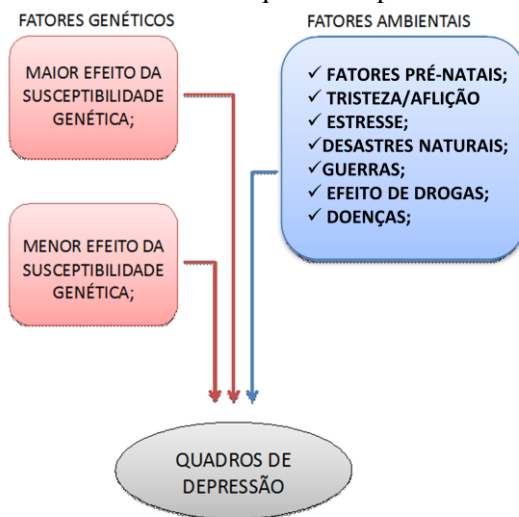 FATORES GENÉTICOS
MAIOR EFEITO DA
SUSCEPTIBILIDADE
GENÉTICA;
MENOR EFEITO DA
SUSCEPTIBILIDADE
GENÉTICA;
FATORES AMBIENTAIS
✓ FATORES PRÉ-NATAIS;
✓ TRISTEZA/AFLIÇÃO
✓ ESTRESSE;
✓DESASTRES NATURAIS;
✓GUERRAS;
✓ EFEITO DE DROGAS;
✓ DOENÇAS;
QUADROS DE
DEPRESSÃO